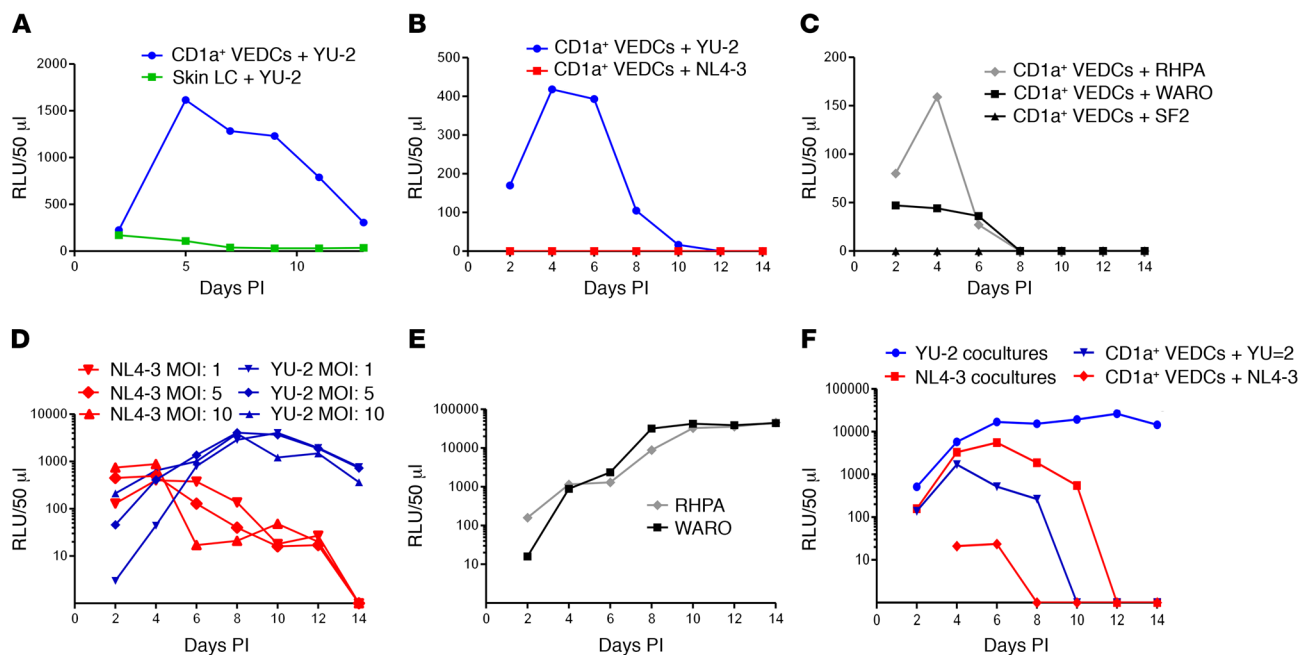 A
CD1a⁺ VEDCs + YU-2
Skin LC + YU-2
2000
1500
1000
500
0
0
5
10
RLU/50 µl
Days PI
B
CD1a⁺ VEDCs + YU-2
CD1a⁺ VEDCs + NL4-3
500
400
300
200
100
0
0
2
4
6
8
10
12
14
RLU/50 µl
Days PI
C
CD1a⁺ VEDCs + RHPA
CD1a⁺ VEDCs + WARO
CD1a⁺ VEDCs + SF2
200
150
100
50
0
0
2
4
6
8
10
12
14
RLU/50 µl
Days PI
D
NL4-3 MOI: 1
NL4-3 MOI: 5
NL4-3 MOI: 10
YU-2 MOI: 1
YU-2 MOI: 5
YU-2 MOI: 10
10000
1000
100
10
0
2
4
6
8
10
12
14
RLU/50 µl
Days PI
E
100000
10000
1000
100
10
RHPA
WARO
0
2
4
6
8
10
12
14
RLU/50 µl
Days PI
F
YU-2 cocultures
NL4-3 cocultures
CD1a⁺ VEDCs + YU=2
CD1a⁺ VEDCs + NL4-3
100000
10000
1000
100
10
0
2
4
6
8
10
12
14
RLU/50 µl
Days PI